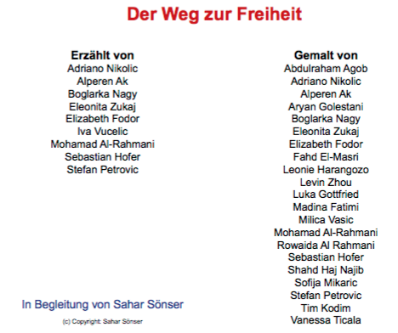 Der Weg zur Freiheit
Erzählt von
Adriano Nikolic
Alperen Ak
Boglarka Nagy
Eleonita Zukaj
Elizabeth Fodor
Iva Vucelic
Mohamad Al-Rahmani
Sebastian Hofer
Stefan Petrovic
Gemalt von
Abdulraham Agob
Adriano Nikolic
Alperen Ak
Aryan Golestani
Boglarka Nagy
Eleonita Zukaj
Elizabeth Fodor
Fahd El-Masri
Leonie Harangozo
Levin Zhou
Luka Gottfried
Madina Fatimi
Milica Vasic
Mohamad Al-Rahmani
Rowaida Al Rahmani
Sebastian Hofer
Shahd Haj Najib
Sofija Mikaric
Stefan Petrovic
Tim Kodim
Vanessa Ticala
In Begleitung von Sahar Sönser
(c) Copyright: Sahar Sönser